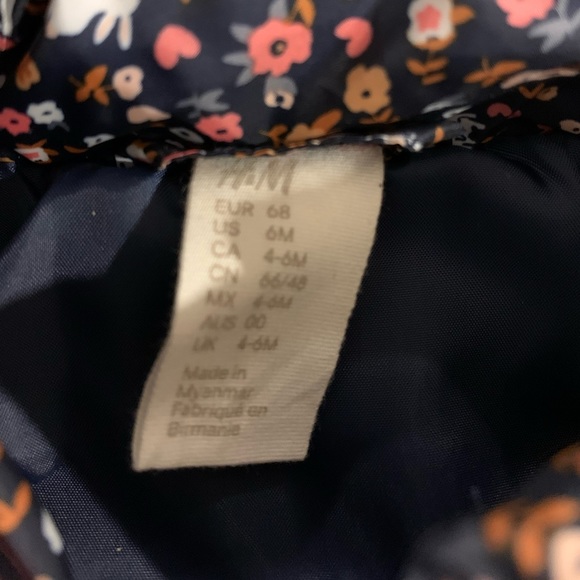 H&M
EUR 68
US 6M
CA 4-6M
CN 66/48
MX 4-6M
AUS 00
UK 4-6M
Made in
Myanmar
Fabriqué en
Birmanie